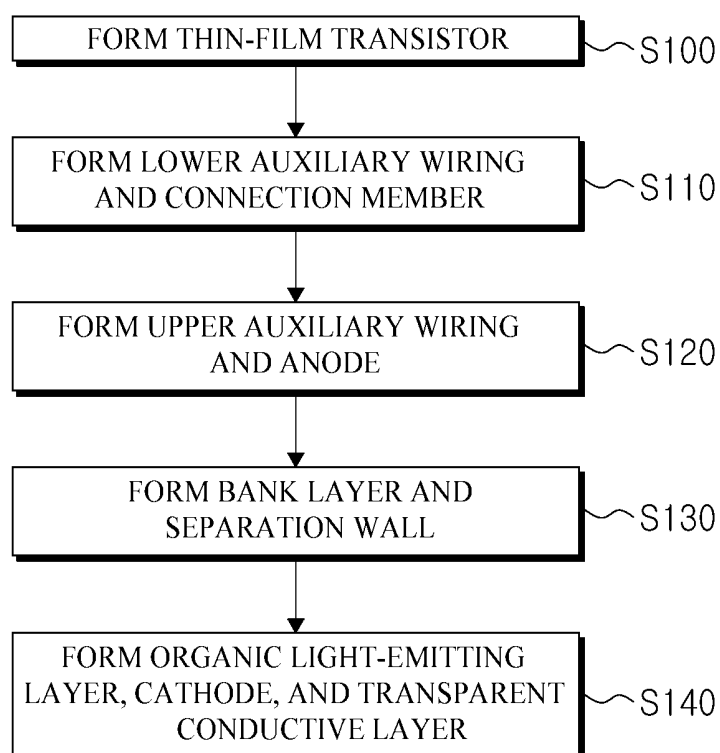 FORM THIN-FILM TRANSISTOR
S100
FORM LOWER AUXILIARY WIRING
AND CONNECTION MEMBER
S110
FORM UPPER AUXILIARY WIRING
AND ANODE
S120
FORM BANK LAYER AND
SEPARATION WALL
S130
FORM ORGANIC LIGHT-EMITTING
LAYER, CATHODE, AND TRANSPARENT
CONDUCTIVE LAYER
S140